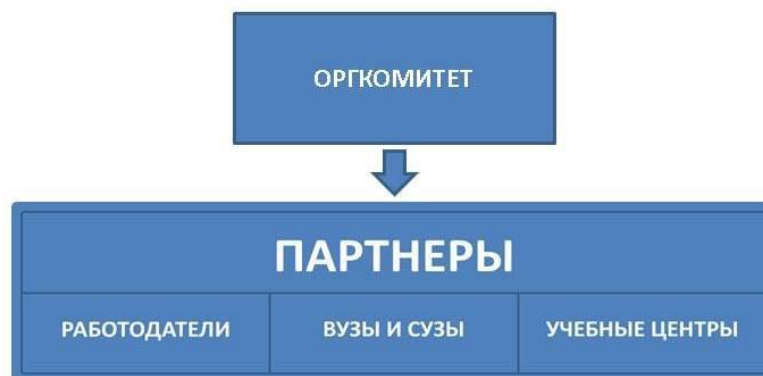 ОРГКОМИТЕТ
ПАРТНЕРЫ
РАБОТОДАТЕЛИ
ВУЗЫ И СУЗЫ
УЧЕБНЫЕ ЦЕНТРЫ